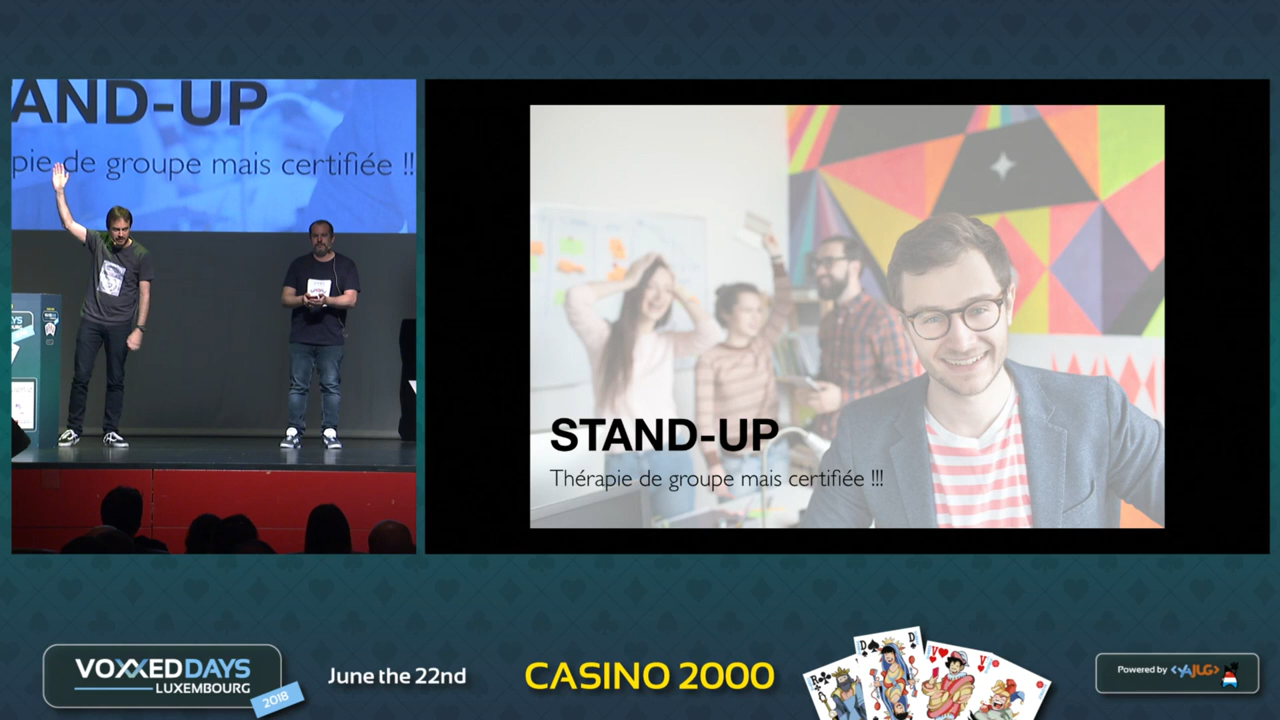 AND-UP
pie de groupe mais certifiée !!
STAND-UP
Thérapie de groupe mais certifiée !!!
VOXXEDDAYS
LUXEMBOURG
2018
June the 22nd
CASINO 2000
Powered by <YAJUG>